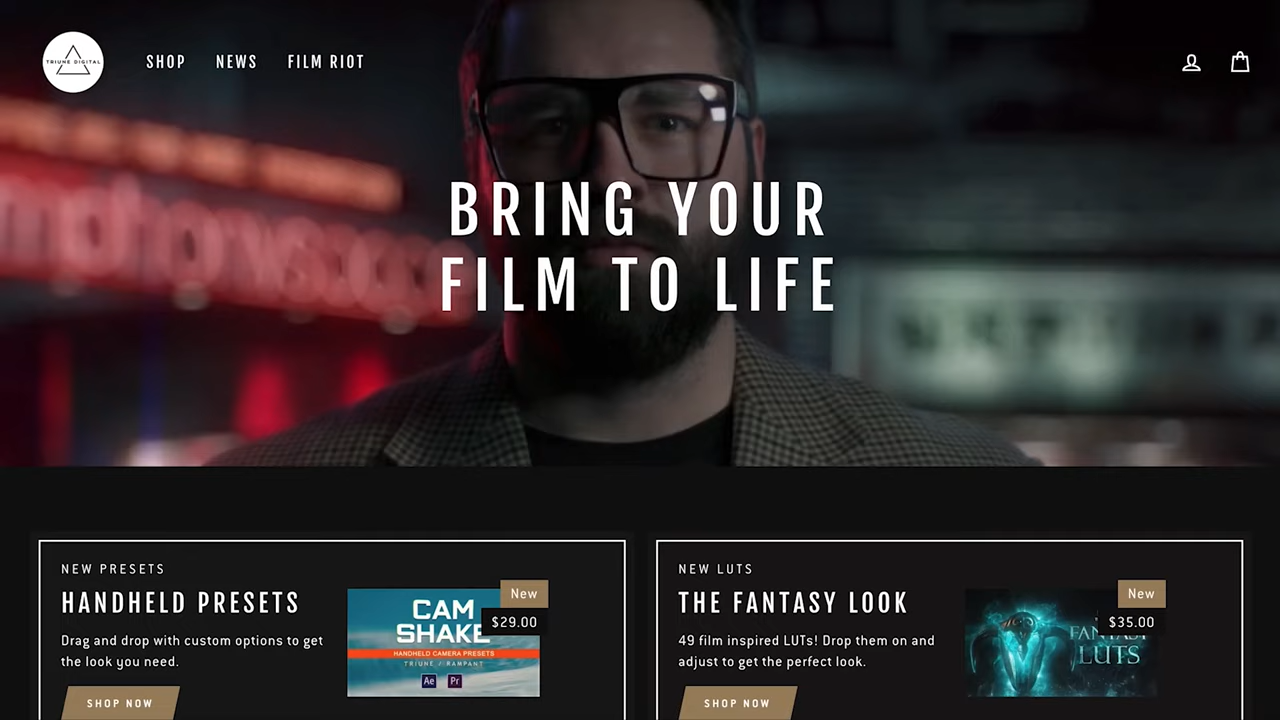 TRIUNE DIGITAL
SHOP NEWS FILM RIOT
BRING YOUR
FILM TO LIFE
NEW PRESETS
HANDHELD PRESETS
Drag and drop with custom options to get
the look you need.
SHOP NOW
New
$29.00
CAM
SHAKE
HANDHELD CAMERA PRESETS
TRIUNE / RAMPANT
Ae Pr
NEW LUTS
THE FANTASY LOOK
49 film inspired LUTs! Drop them on and
adjust to get the perfect look.
SHOP NOW
New
$35.00
FANTASY
LUTS